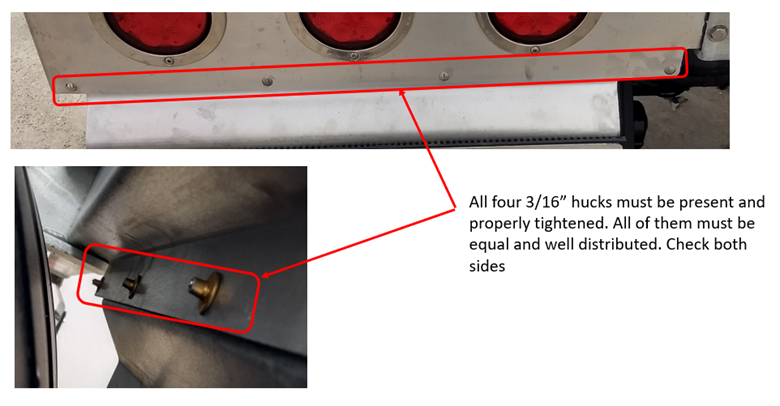 All four 3/16” hucks must be present and
properly tightened. All of them must be
equal and well distributed. Check both
sides